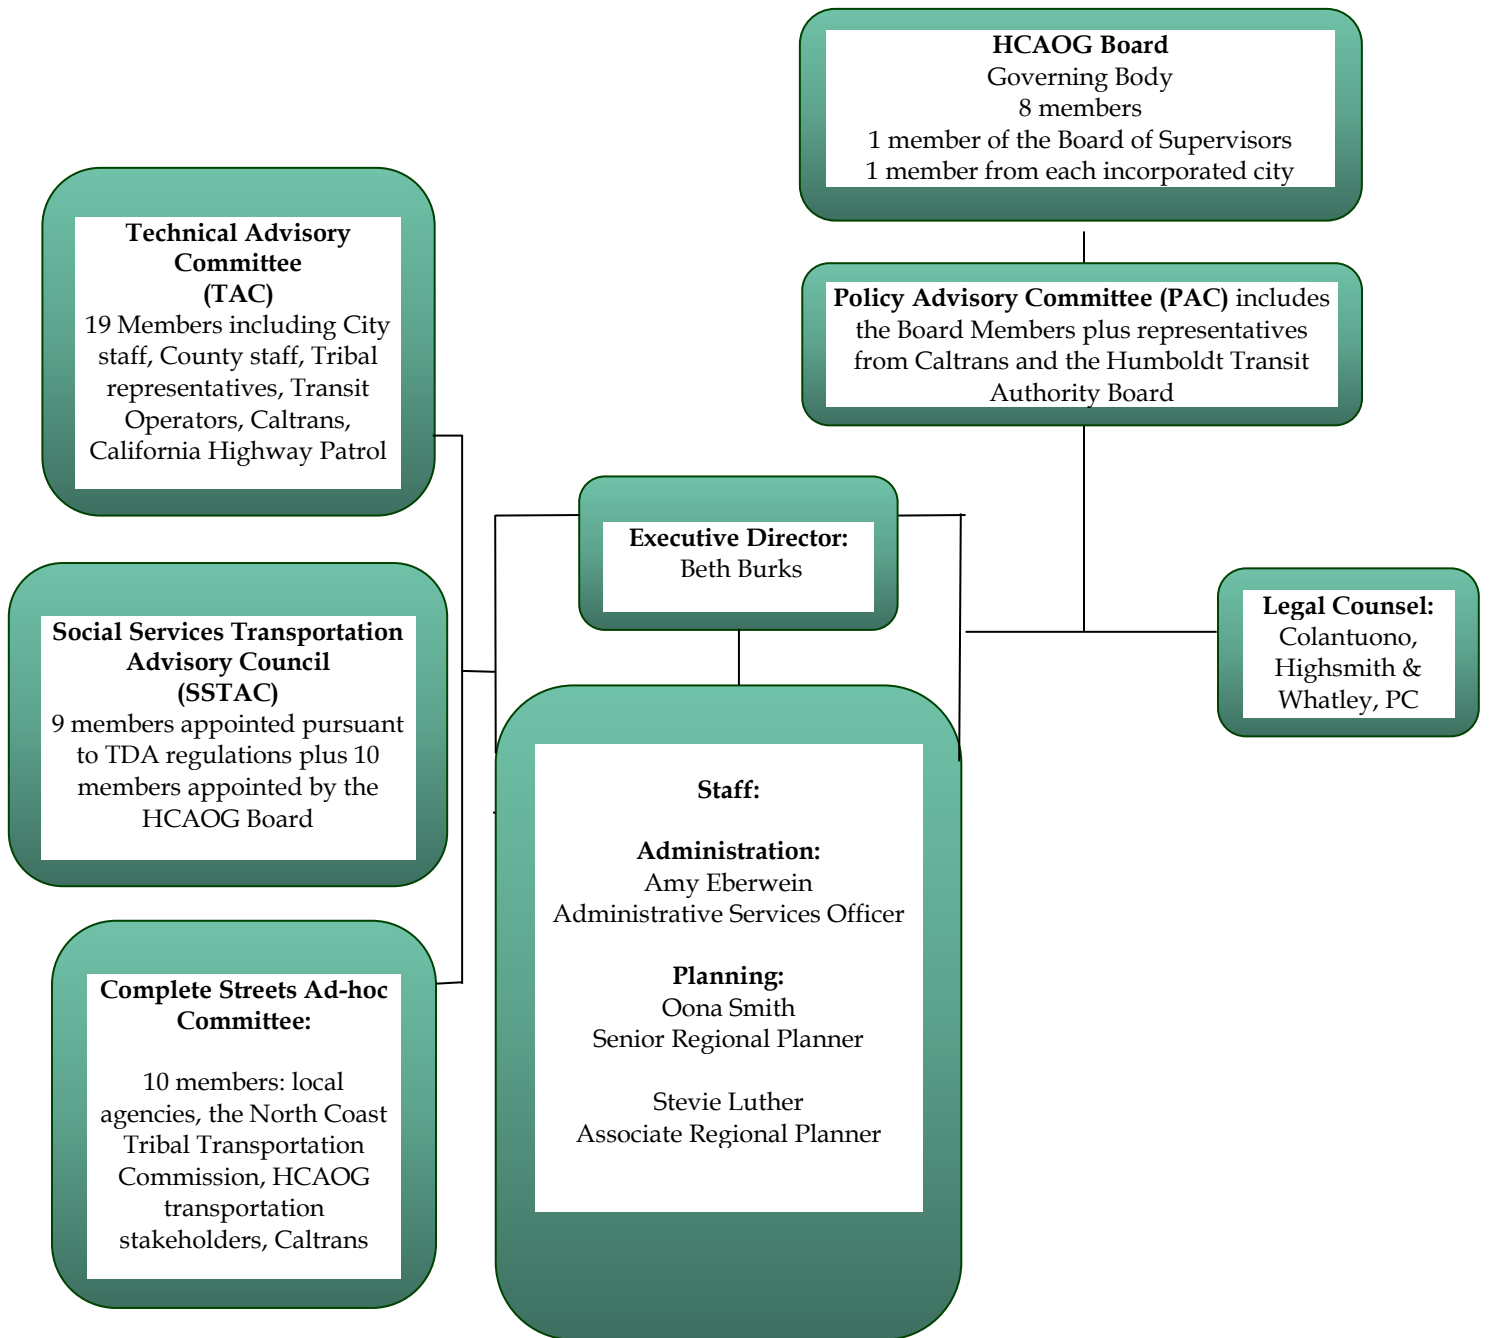 HCAOG Board
Governing Body
8 members
1 member of the Board of Supervisors
1 member from each incorporated city
Technical Advisory
Committee
(TAC)
19 Members including City
staff, County staff, Tribal
representatives, Transit
Operators, Caltrans,
California Highway Patrol
Policy Advisory Committee (PAC) includes
the Board Members plus representatives
from Caltrans and the Humboldt Transit
Authority Board
Executive Director:
Beth Burks
Legal Counsel:
Colantuono,
Highsmith &
Whatley, PC
Social Services Transportation
Advisory Council
(SSTAC)
9 members appointed pursuant
to TDA regulations plus 10
members appointed by the
HCAOG Board
Staff:
Administration:
Amy Eberwein
Administrative Services Officer
Planning:
Oona Smith
Senior Regional Planner
Stevie Luther
Associate Regional Planner
Complete Streets Ad-hoc
Committee:
10 members: local
agencies, the North Coast
Tribal Transportation
Commission, HCAOG
transportation
stakeholders, Caltrans